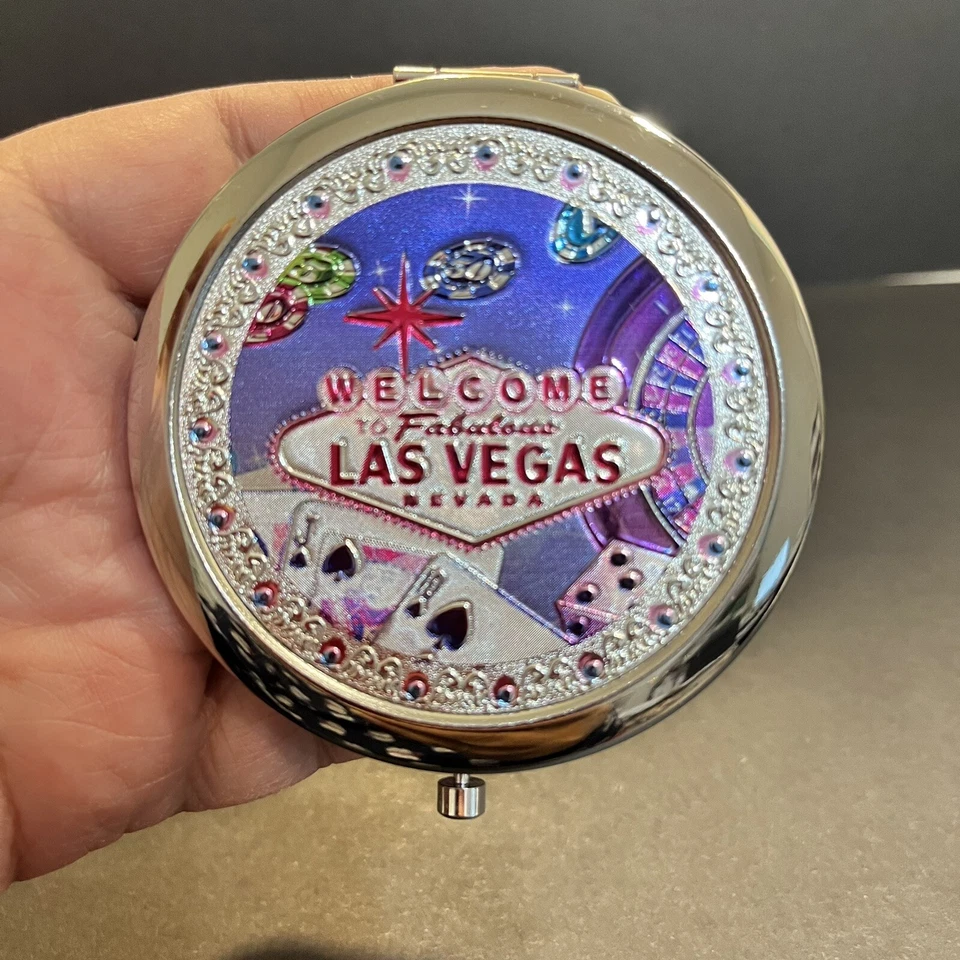 WELCOME
TO Fabulous
LAS VEGAS
NEVADA